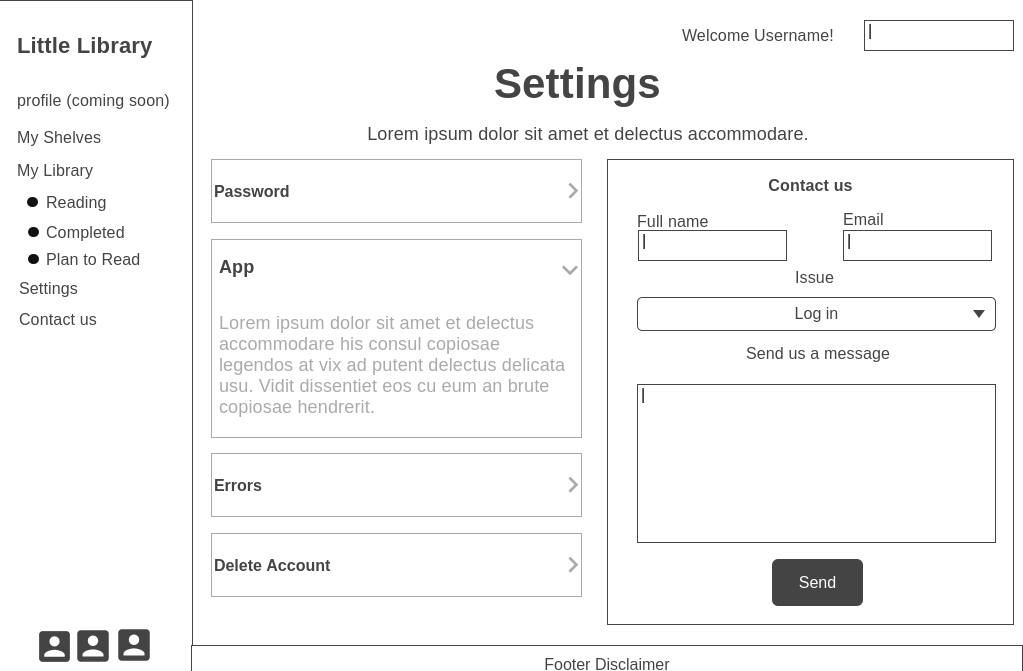 Little Library
profile (coming soon)
My Shelves
My Library
Reading
Completed
Plan to Read
Settings
Contact us
Welcome Username!
Settings
Lorem ipsum dolor sit amet et delectus accommodare.
Password
App
Lorem ipsum dolor sit amet et delectus
accommodare his consul copiosae
legendos at vix ad putent delectus delicata
usu. Vidit dissentiet eos cu eum an brute
copiosae hendrerit.
Errors
Delete Account
Contact us
Full name
Email
Issue
Log in
Send us a message
Send
Footer Disclaimer